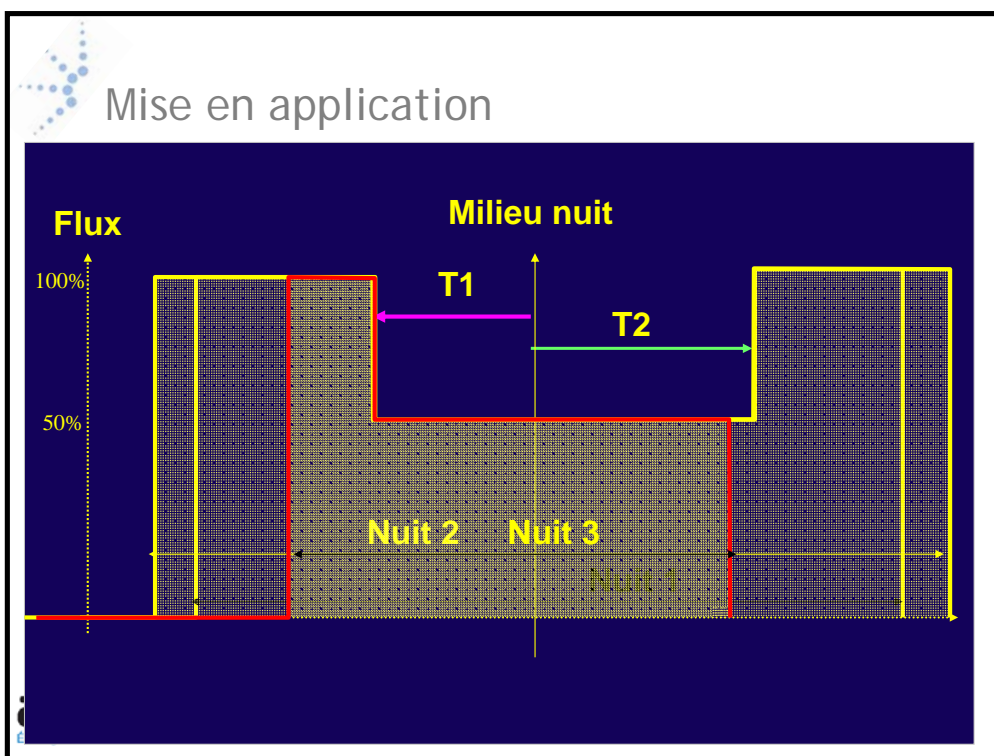 Mise en application
Flux
Milieu nuit
100%
T1
T2
50%
Nuit 2 Nuit 3